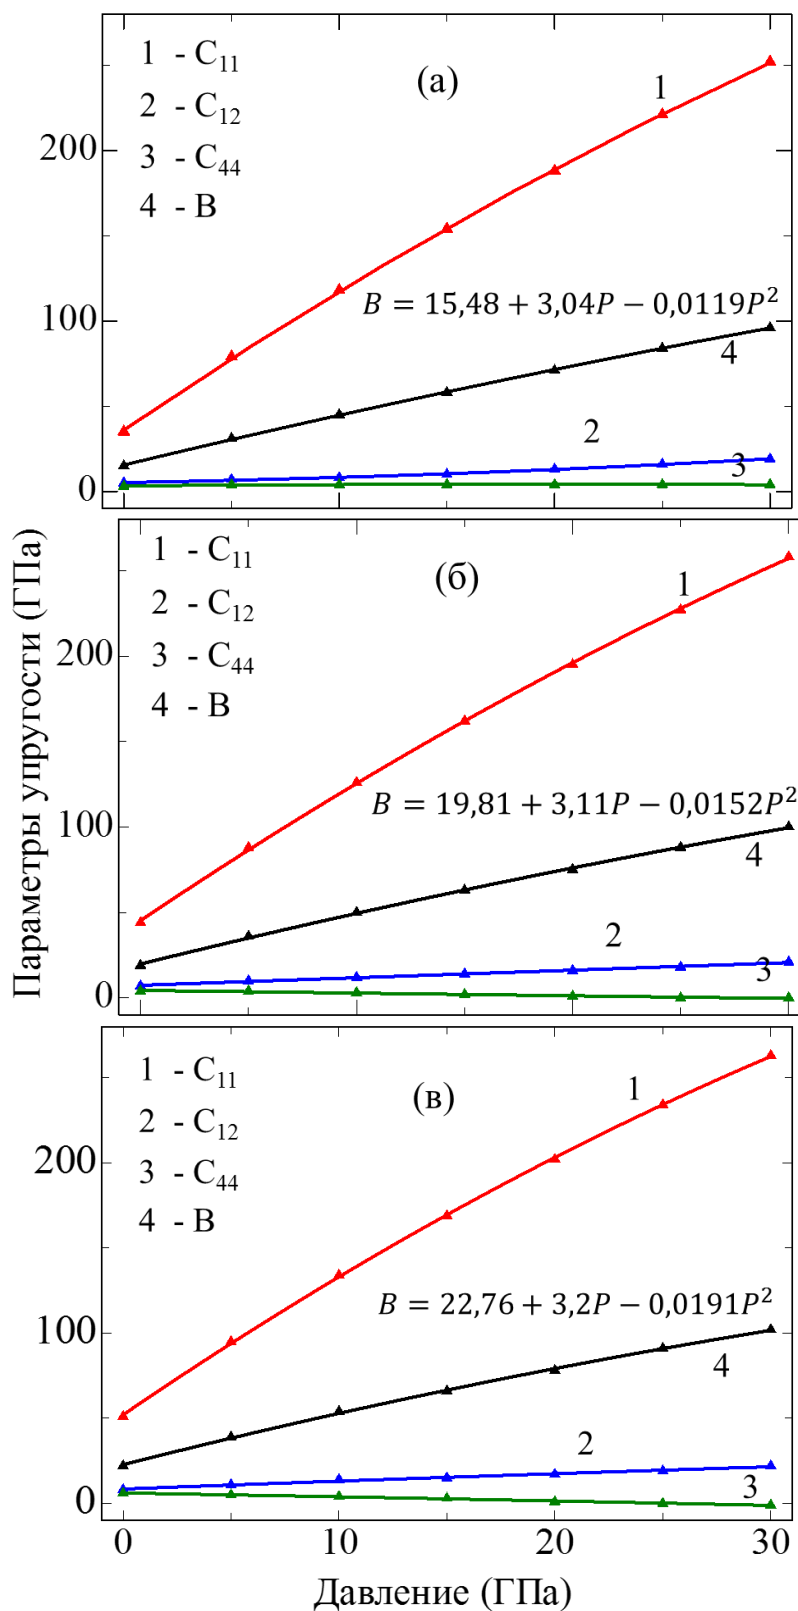 Параметры упругости (ГПа)
1 - C₁₁
2 - C₁₂
3 - C₄₄
4 - В
(а)
1
B = 15,48 + 3,04P − 0,0119P²
4
2
3
200
100
0
1 - C₁₁
2 - C₁₂
3 - C₄₄
4 - В
(б)
1
B = 19,81 + 3,11P − 0,0152P²
4
2
3
200
100
0
1 - C₁₁
2 - C₁₂
3 - C₄₄
4 - В
(в)
1
B = 22,76 + 3,2P − 0,0191P²
4
2
3
200
100
0
0 10 20 30
Давление (ГПа)